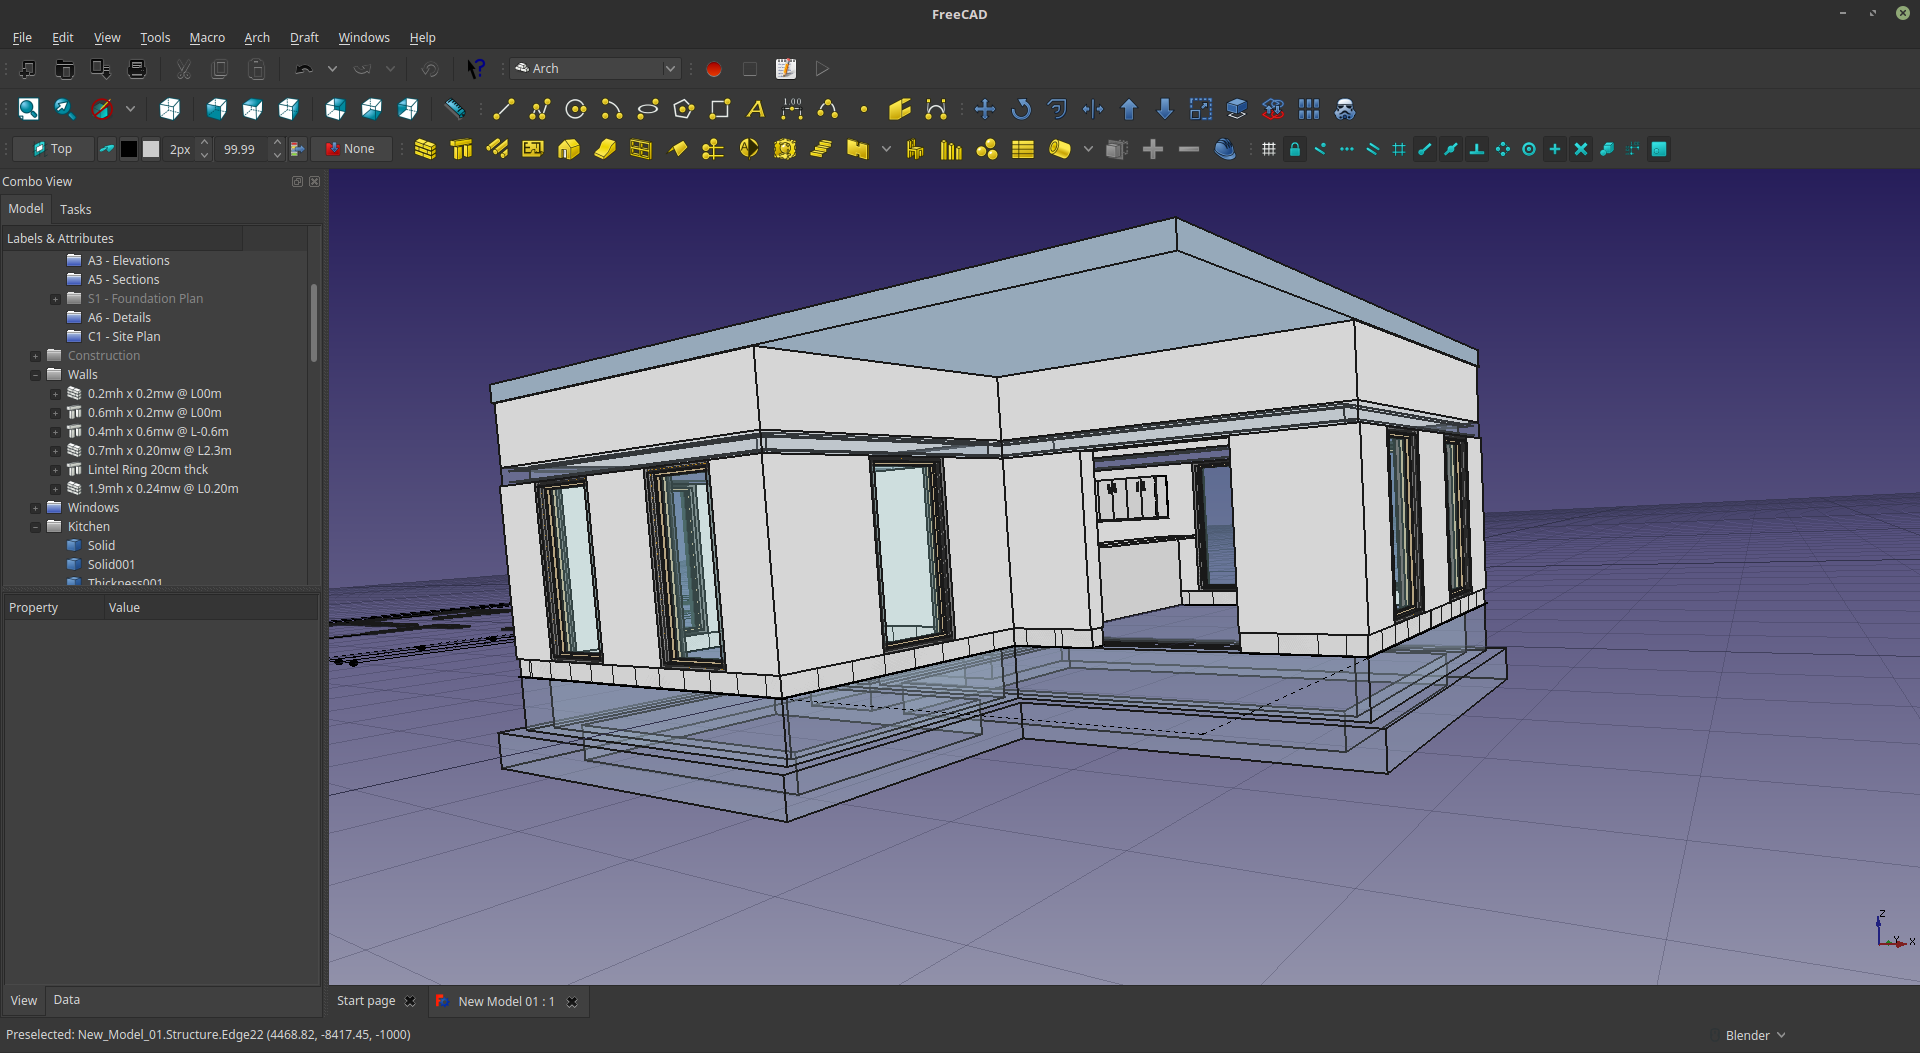 FreeCAD
File Edit View Tools Macro Arch Draft Windows Help
Arch
A 1.00
Top 2px 99.99 None
Combo View
Model Tasks
Labels & Attributes
A3 - Elevations
A5 - Sections
S1 - Foundation Plan
A6 - Details
C1 - Site Plan
Construction
Walls
0.2mh x 0.2mw @ L00m
0.6mh x 0.2mw @ L00m
0.4mh x 0.6mw @ L-0.6m
0.7mh x 0.20mw @ L2.3m
Lintel Ring 20cm thck
1.9mh x 0.24mw @ L0.20m
Windows
Kitchen
Solid
Solid001
Thickness001
Property Value
Z
Y X
View Data
Start page New Model 01 : 1
Preselected: New_Model_01.Structure.Edge22 (4468.82, -8417.45, -1000)
Blender